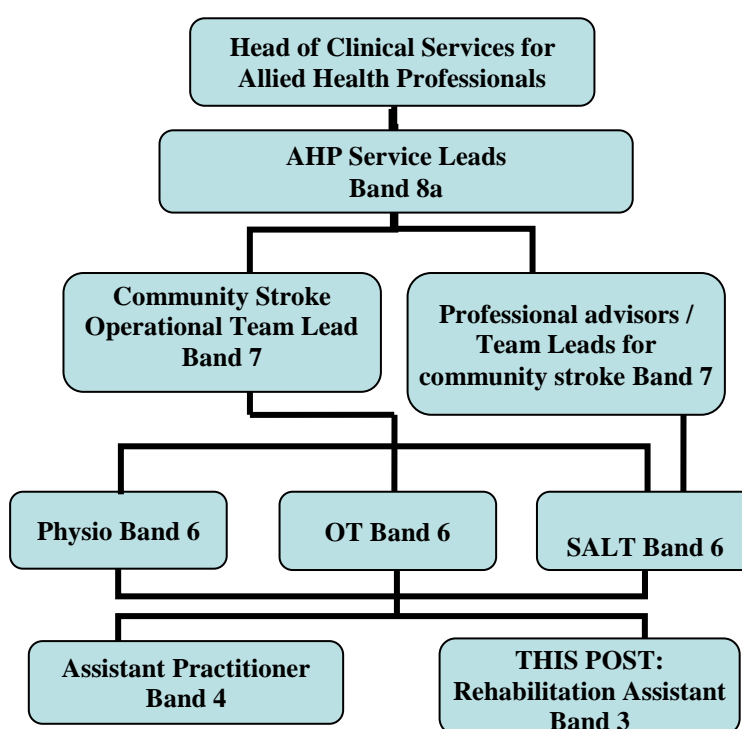 Head of Clinical Services for
Allied Health Professionals
AHP Service Leads
Band 8a
Community Stroke
Operational Team Lead
Band 7
Professional advisors /
Team Leads for
community stroke Band 7
Physio Band 6
OT Band 6
SALT Band 6
Assistant Practitioner
Band 4
THIS POST:
Rehabilitation Assistant
Band 3